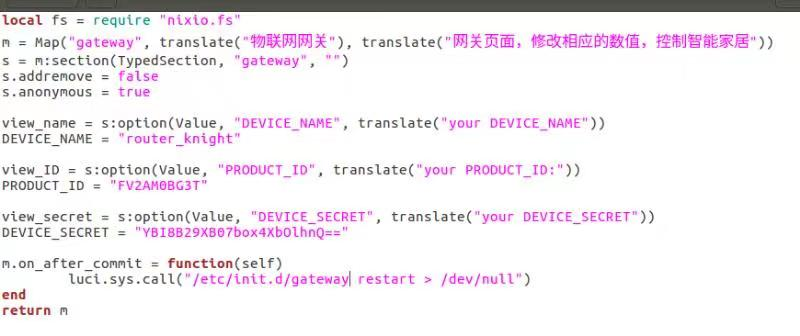 local fs = require "nixio.fs"
m = Map("gateway", translate("物联网网关"), translate("网关页面，修改相应的数值，控制智能家居"))
s = m:section(TypedSection, "gateway", "")
s.addremove = false
s.anonymous = true
view_name = s:option(Value, "DEVICE_NAME", translate("your DEVICE_NAME"))
DEVICE_NAME = "router_knight"
view_ID = s:option(Value, "PRODUCT_ID", translate("your PRODUCT_ID:"))
PRODUCT_ID = "FV2AM0BG3T"
view_secret = s:option(Value, "DEVICE_SECRET", translate("your DEVICE_SECRET"))
DEVICE_SECRET = "YBI8B29XB07box4XbOlhnQ=="
m.on_after_commit = function(self)
luci.sys.call("/etc/init.d/gateway restart > /dev/null")
end
return m